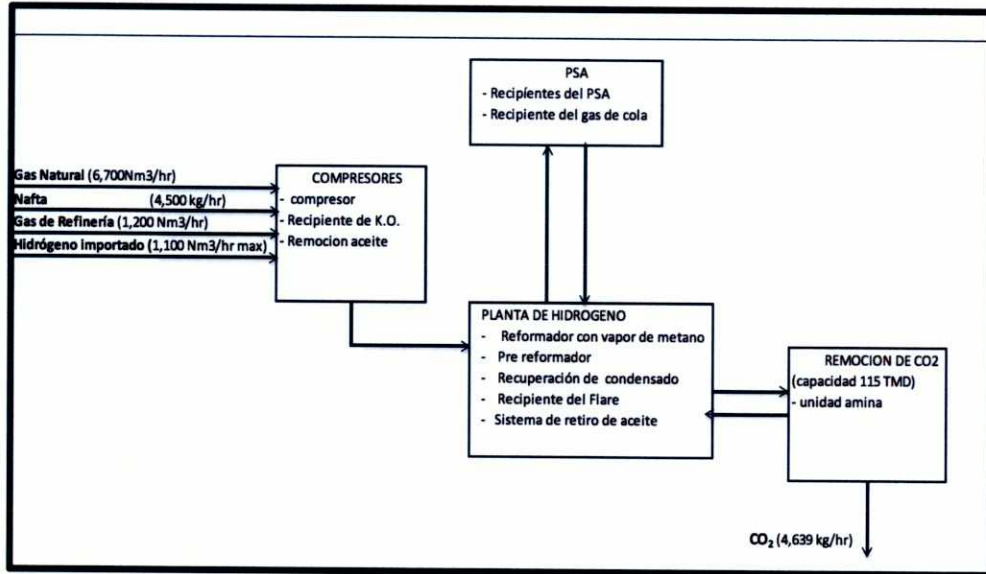 PSA
- Recipientes del PSA
- Recipiente del gas de cola
Gas Natural (6,700Nm3/hr)
Nafta (4,500 kg/hr)
Gas de Refinería (1,200 Nm3/hr)
Hidrógeno importado (1,100 Nm3/hr max)
COMPRESORES
- compresor
- Recipiente de K.O.
- Remocion aceite
PLANTA DE HIDROGENO
- Reformador con vapor de metano
- Pre reformador
- Recuperación de condensado
- Recipiente del Flare
- Sistema de retiro de aceite
REMOCION DE CO2
(capacidad 115 TMD)
- unidad amina
CO₂ (4,639 kg/hr)